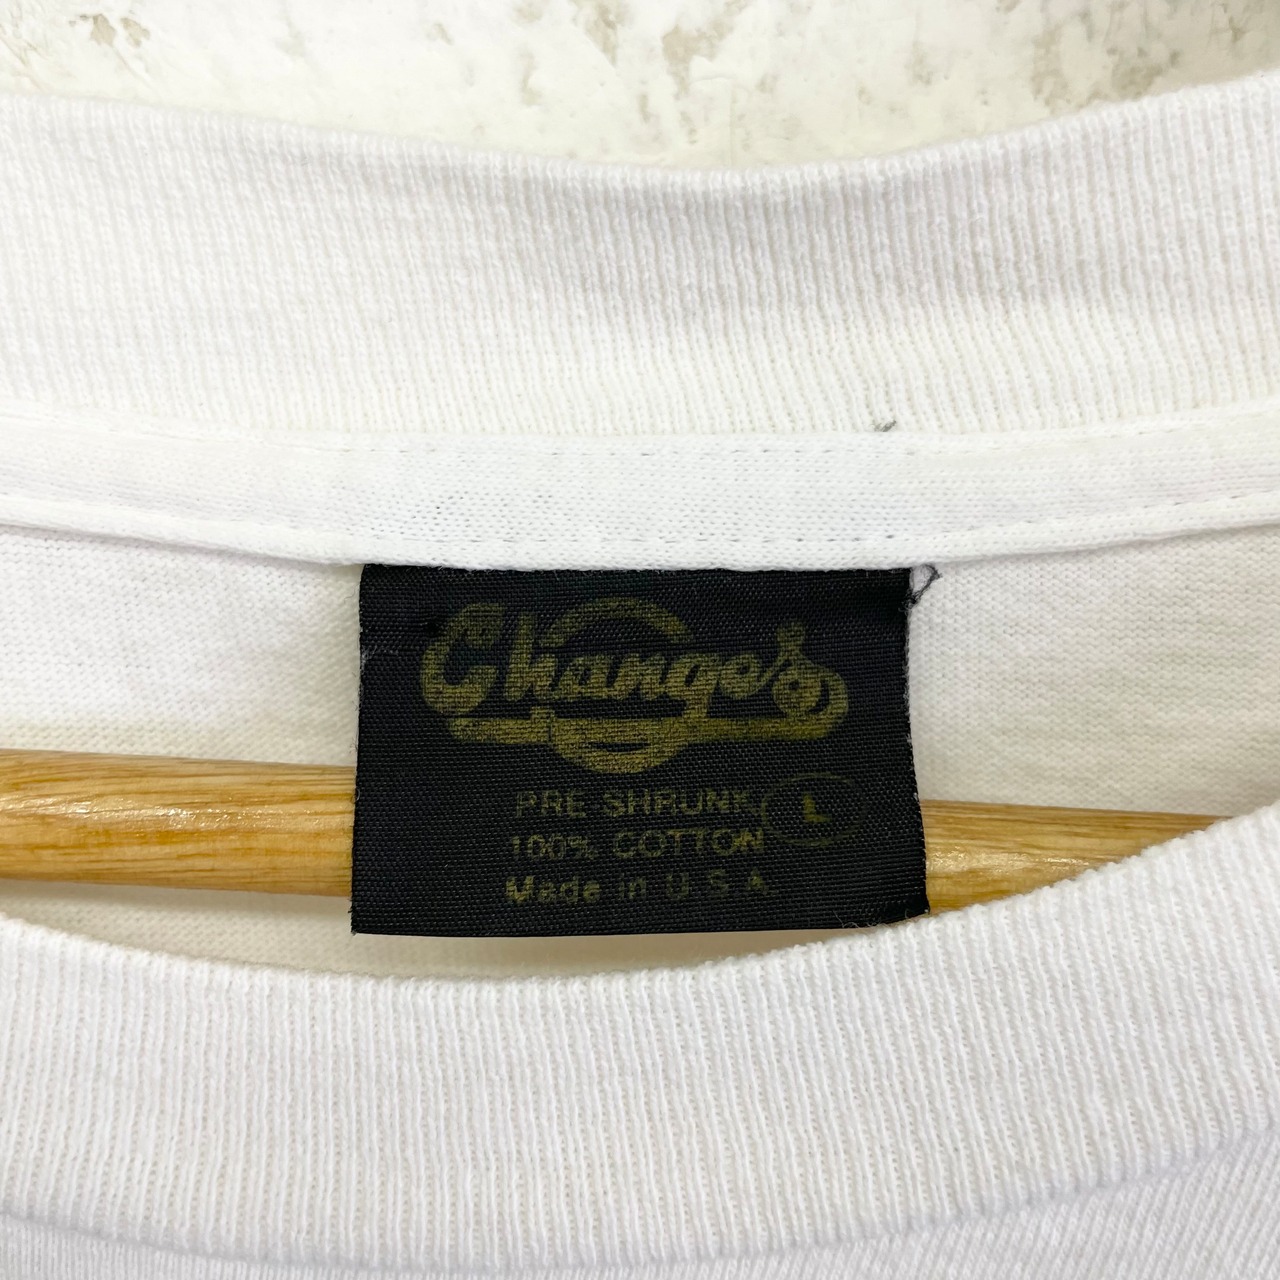 Changes
PRE-SHRUNK
L
100% COTTON
Made in U.S.A.